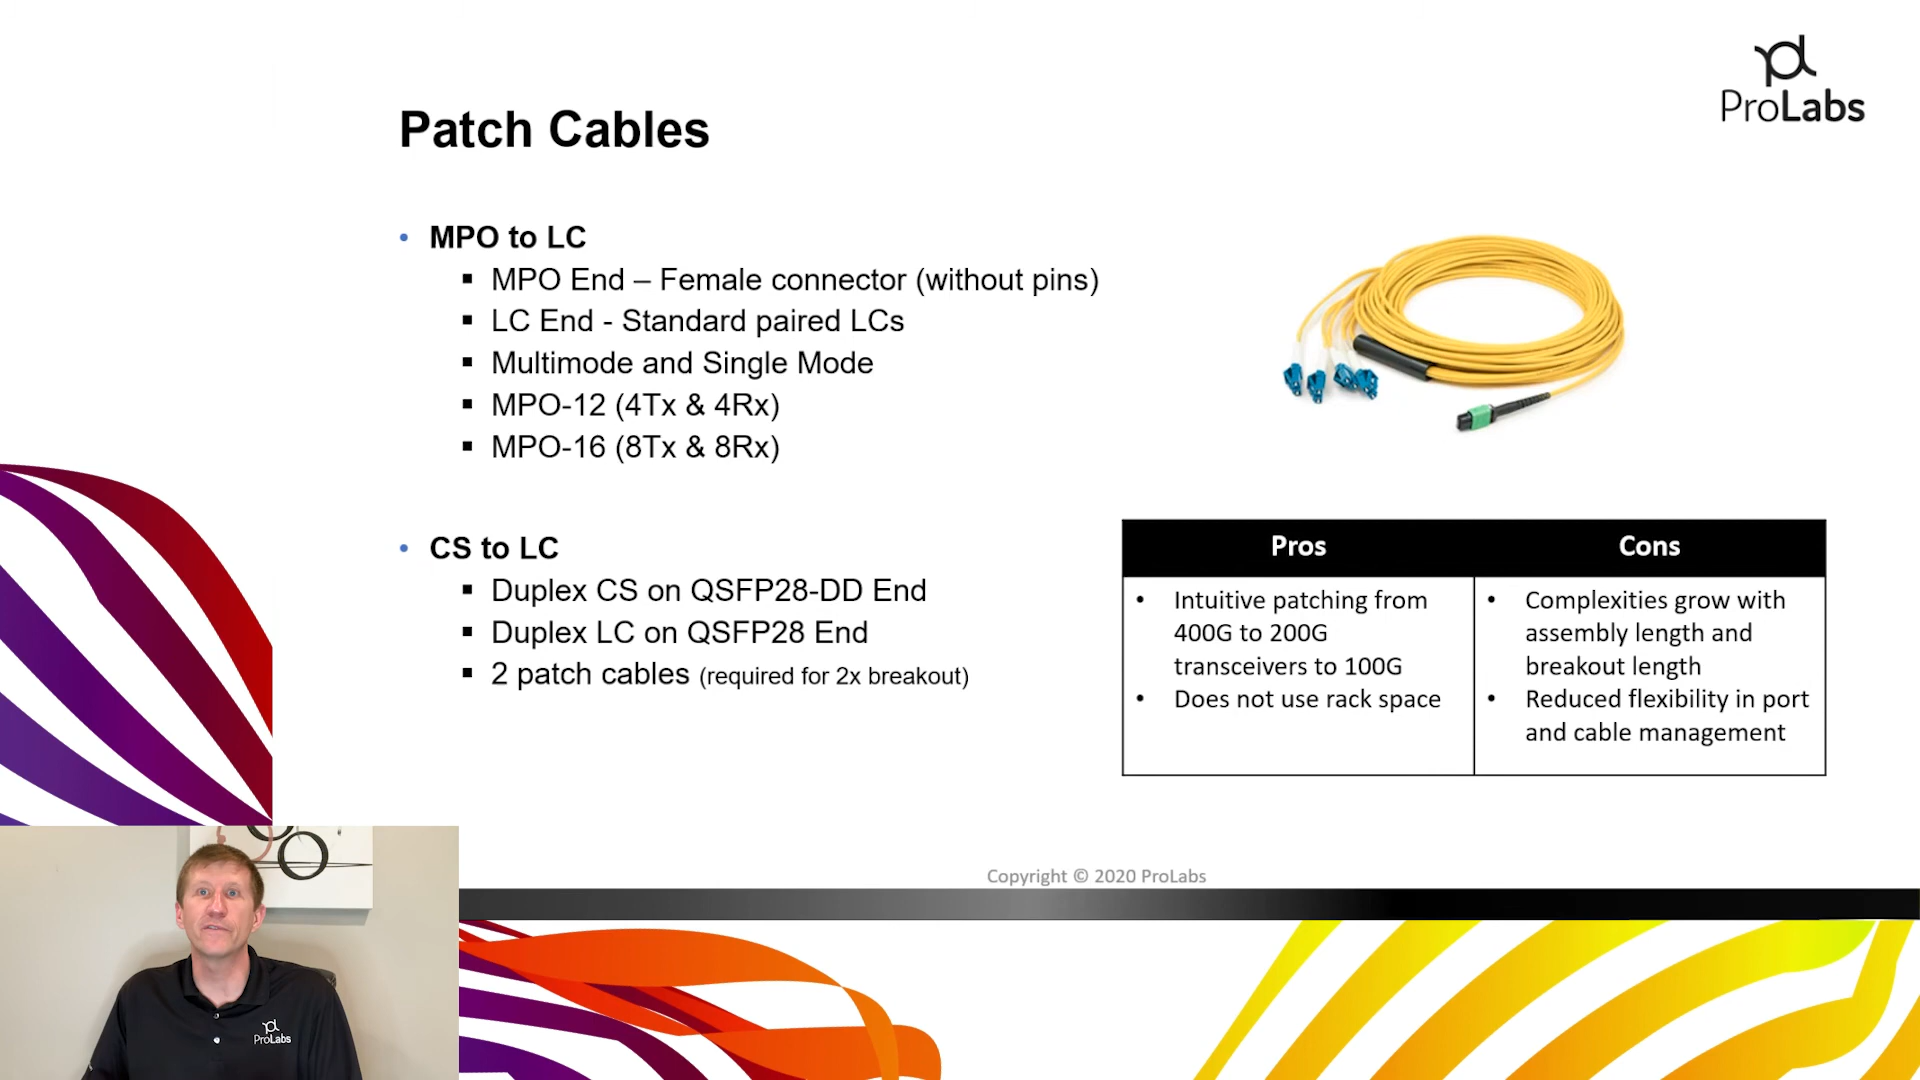 ProLabs
Patch Cables
• MPO to LC
▪ MPO End – Female connector (without pins)
▪ LC End - Standard paired LCs
▪ Multimode and Single Mode
▪ MPO-12 (4Tx & 4Rx)
▪ MPO-16 (8Tx & 8Rx)
• CS to LC
▪ Duplex CS on QSFP28-DD End
▪ Duplex LC on QSFP28 End
▪ 2 patch cables (required for 2x breakout)
Pros
• Intuitive patching from
400G to 200G
transceivers to 100G
• Does not use rack space
Cons
• Complexities grow with
assembly length and
breakout length
• Reduced flexibility in port
and cable management
Copyright © 2020 ProLabs
ProLabs